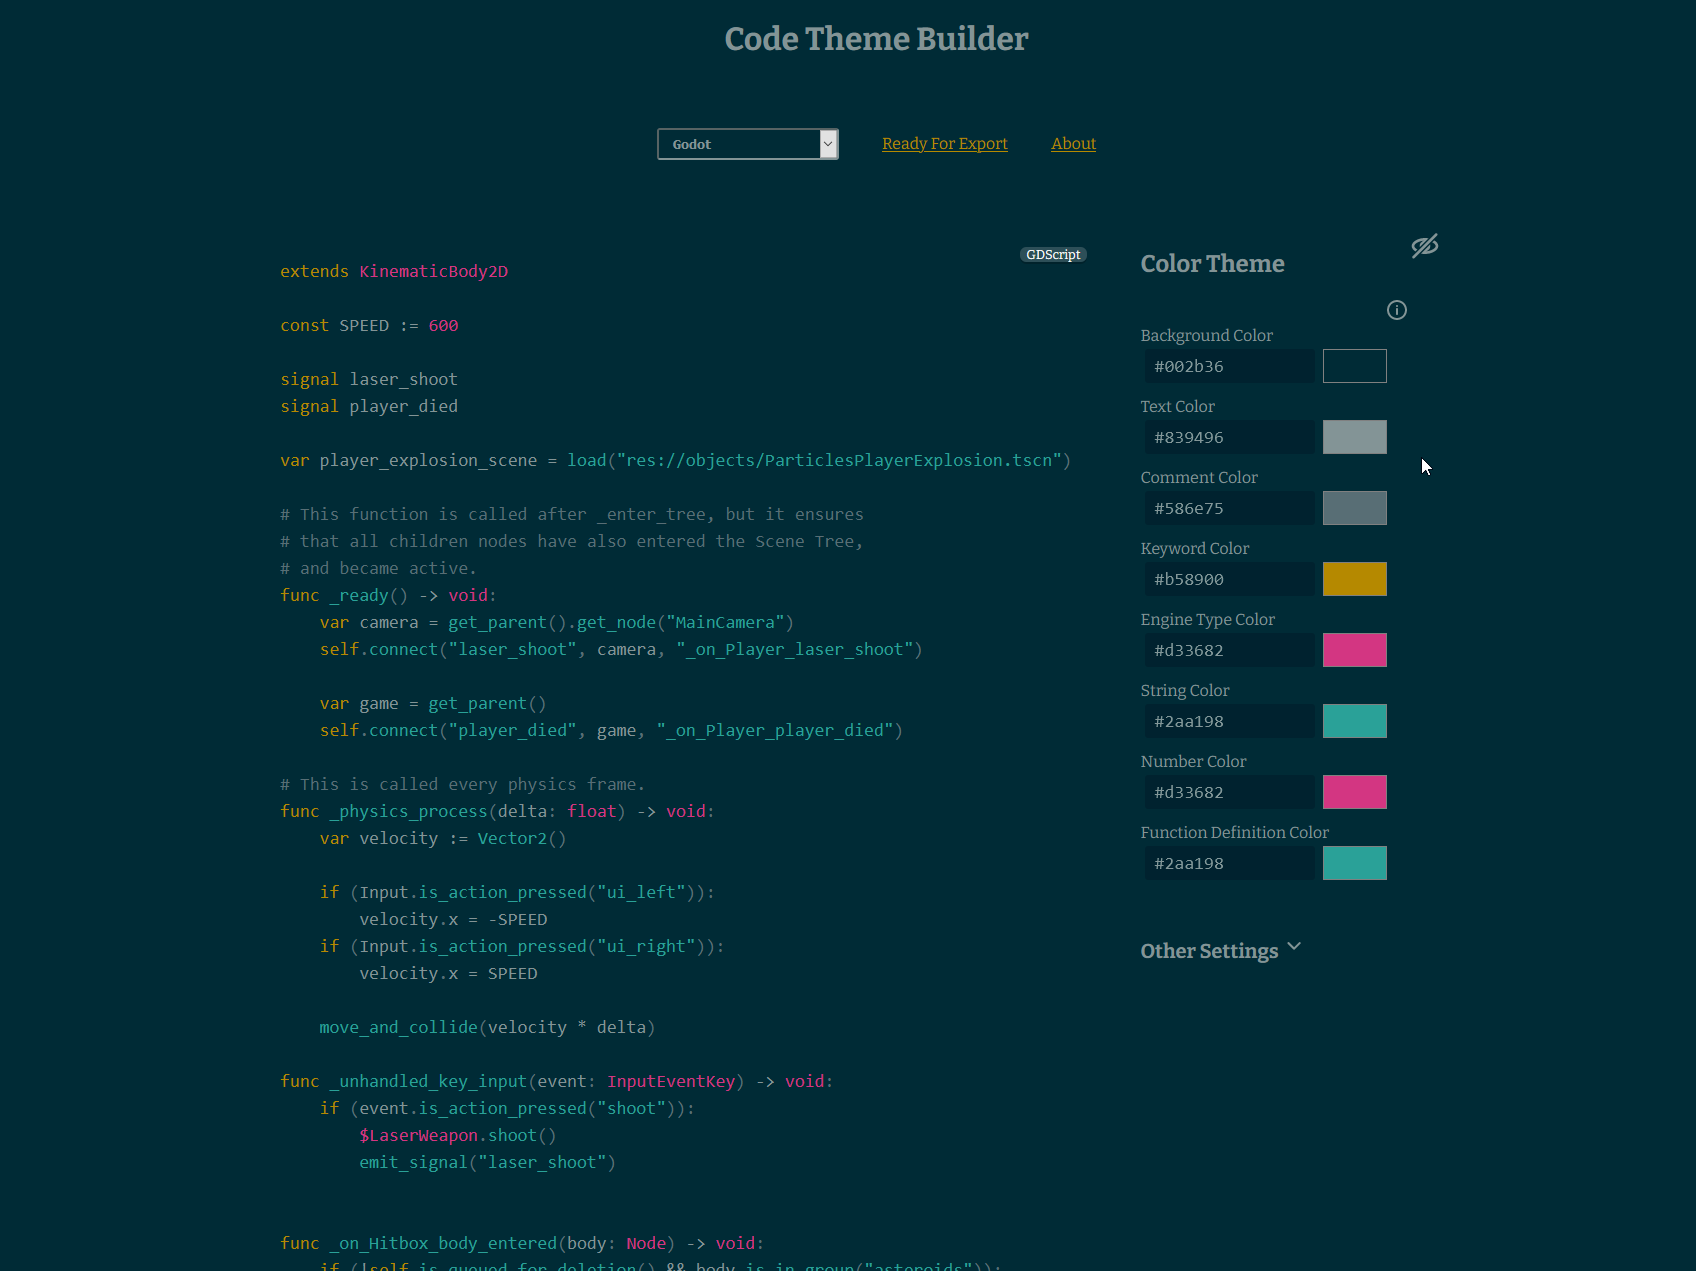 Code Theme Builder
Godot
Ready For Export
About
GDScript
extends KinematicBody2D
const SPEED := 600
signal laser_shoot
signal player_died
var player_explosion_scene = load("res://objects/ParticlesPlayerExplosion.tscn")
# This function is called after _enter_tree, but it ensures
# that all children nodes have also entered the Scene Tree,
# and became active.
func _ready() -> void:
    var camera = get_parent().get_node("MainCamera")
    self.connect("laser_shoot", camera, "_on_Player_laser_shoot")
    var game = get_parent()
    self.connect("player_died", game, "_on_Player_player_died")
# This is called every physics frame.
func _physics_process(delta: float) -> void:
    var velocity := Vector2()
    if (Input.is_action_pressed("ui_left")):
        velocity.x = -SPEED
    if (Input.is_action_pressed("ui_right")):
        velocity.x = SPEED
    move_and_collide(velocity * delta)
func _unhandled_key_input(event: InputEventKey) -> void:
    if (event.is_action_pressed("shoot")):
        $LaserWeapon.shoot()
        emit_signal("laser_shoot")
func _on_Hitbox_body_entered(body: Node) -> void:
    if (!self.is_queued_for_deletion() && body.is_in_group("asteroids")):
Color Theme
Background Color
#002b36
Text Color
#839496
Comment Color
#586e75
Keyword Color
#b58900
Engine Type Color
#d33682
String Color
#2aa198
Number Color
#d33682
Function Definition Color
#2aa198
Other Settings